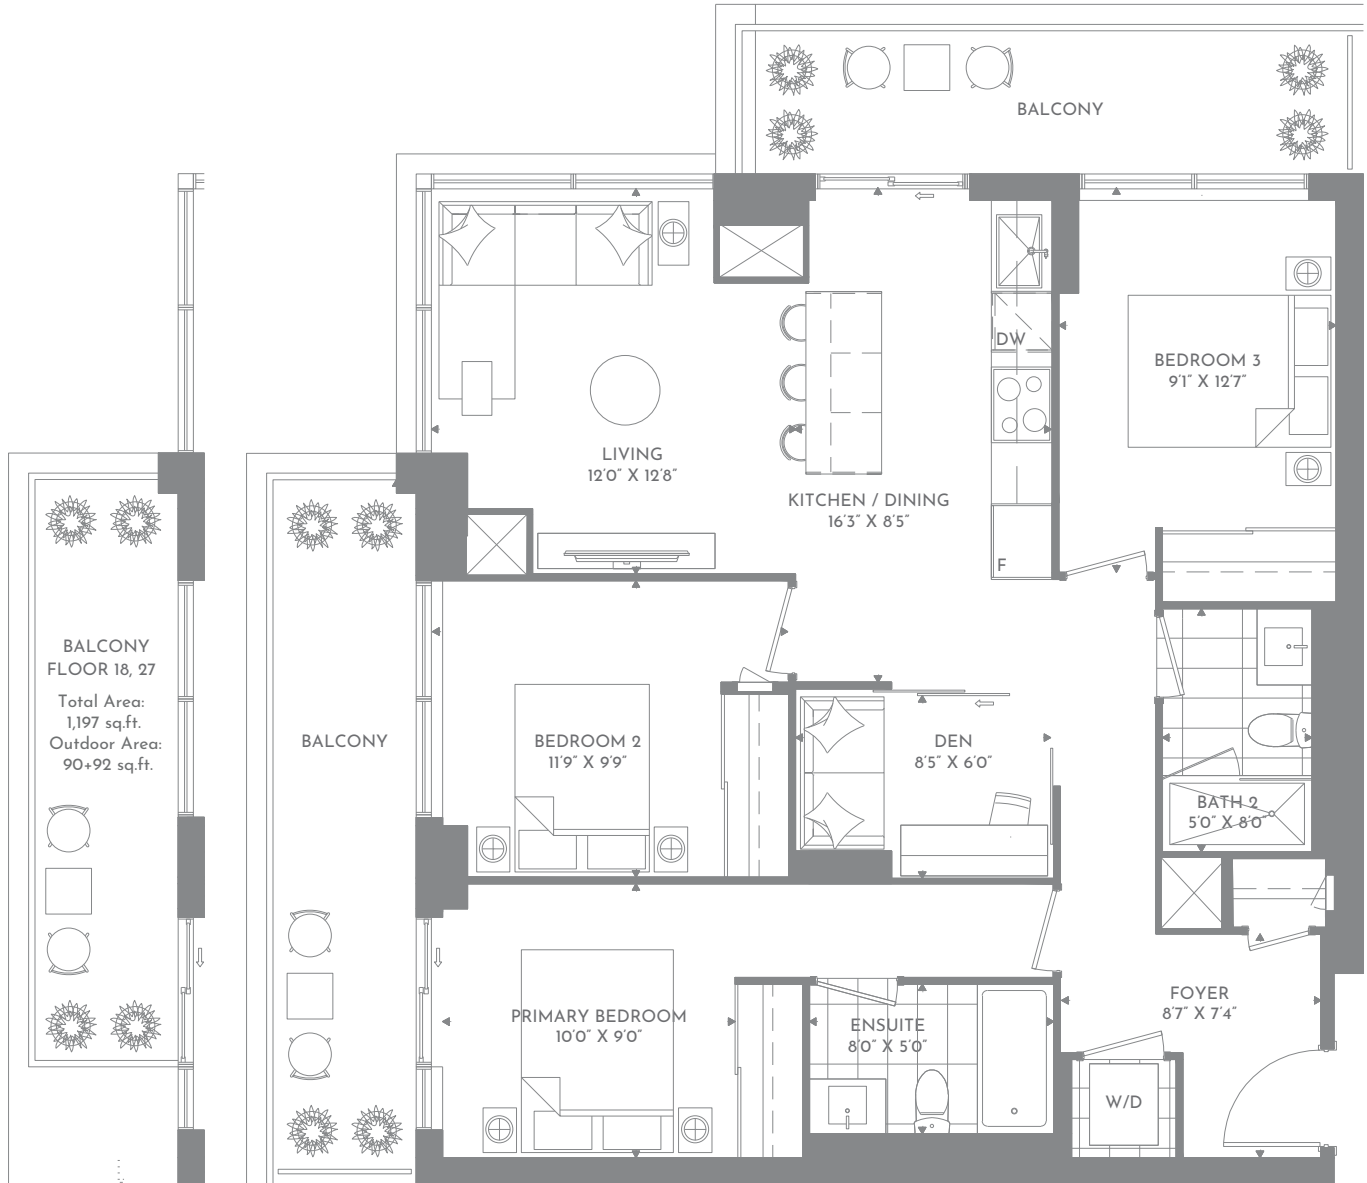 BALCONY
BEDROOM 3
9'1" X 12'7"
DW
LIVING
12'0" X 12'8"
KITCHEN / DINING
16'3" X 8'5"
F
BALCONY
FLOOR 18, 27
Total Area:
1,197 sq.ft.
Outdoor Area:
90+92 sq.ft.
BALCONY
BEDROOM 2
11'9" X 9'9"
DEN
8'5" X 6'0"
BATH 2
5'0" X 8'0"
PRIMARY BEDROOM
10'0" X 9'0"
ENSUITE
8'0" X 5'0"
FOYER
8'7" X 7'4"
W/D